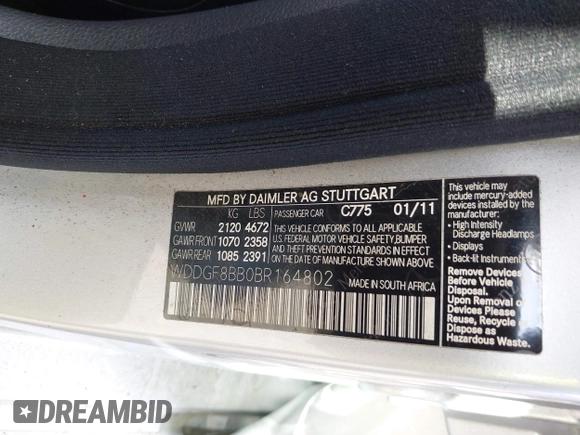 MFD BY DAIMLER AG STUTTGART
KG LBS PASSENGER CAR C775 01/11
GVWR 2120 4672
GAWR FRONT 1070 2358
GAWR REAR 1085 2391
THIS VEHICLE CONFORMS TO ALL APPLICABLE
U.S. FEDERAL MOTOR VEHICLE SAFETY, BUMPER
AND THEFT PREVENTION STANDARDS IN EFFECT
ON THE DATE OF MANUFACTURE SHOWN ABOVE
WDDGF8BB0BR164802
MADE IN SOUTH AFRICA
This vehicle may include
mercury-added devices
installed by the
manufacturer:
• High Intensity
Discharge Headlamps
• Displays
• Backlit Instruments
Remove Devices
Before Vehicle
Disposal.
Upon Removal of
Devices Please
Reuse, Recycle or
Dispose as
Hazardous Waste.
DREAMBID